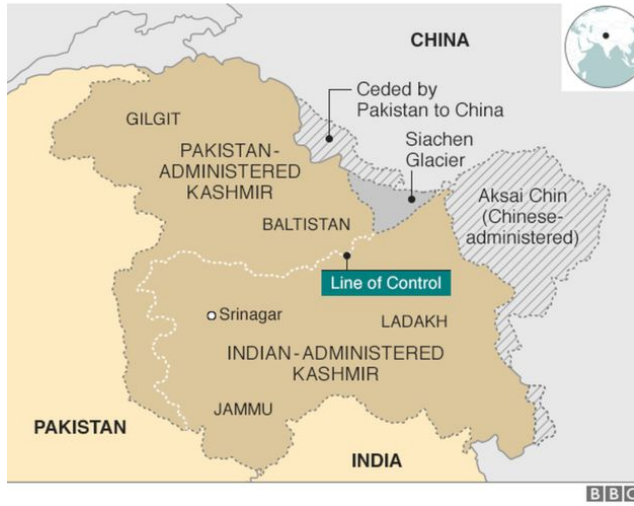 CHINA
Ceded by
Pakistan to China
GILGIT
Siachen
Glacier
PAKISTAN-
ADMINISTERED
KASHMIR
Aksai Chin
(Chinese-
administered)
BALTISTAN
Line of Control
Srinagar
LADAKH
INDIAN-ADMINISTERED
KASHMIR
JAMMU
PAKISTAN
INDIA
BBC